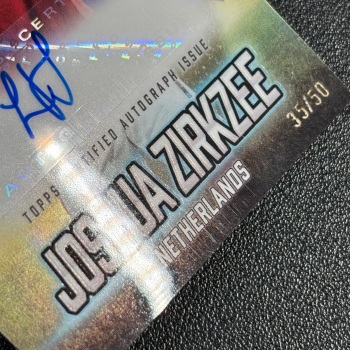 TOPPS CERTIFIED AUTOGRAPH ISSUE
JOSHUA ZIRKZEE
NETHERLANDS
35/50